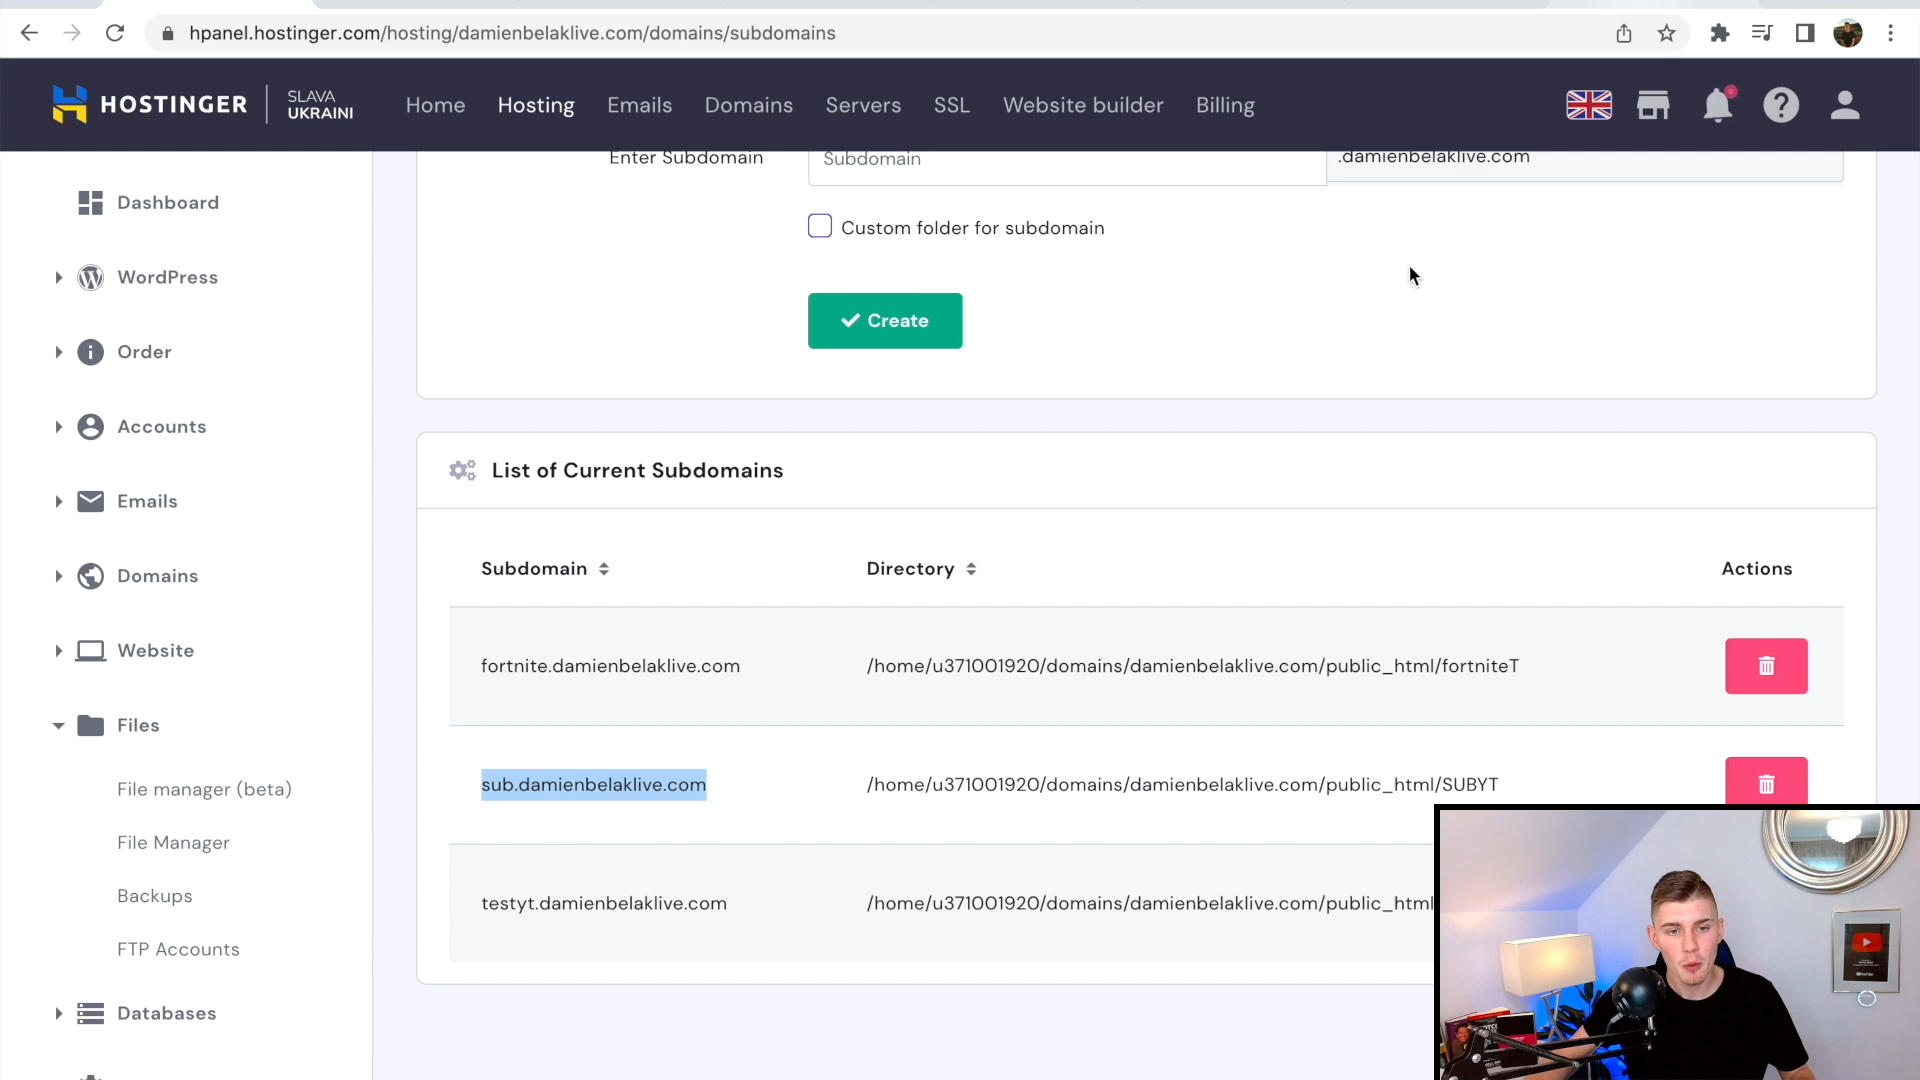 hpanel.hostinger.com/hosting/damienbelaklive.com/domains/subdomains
HOSTINGER
SLAVA
UKRAINI
Home
Hosting
Emails
Domains
Servers
SSL
Website builder
Billing
Enter Subdomain
Subdomain
.damienbelaklive.com
Custom folder for subdomain
Create
Dashboard
WordPress
Order
Accounts
Emails
Domains
Website
Files
File manager (beta)
File Manager
Backups
FTP Accounts
Databases
List of Current Subdomains
Subdomain
Directory
Actions
fortnite.damienbelaklive.com
/home/u371001920/domains/damienbelaklive.com/public_html/fortniteT
sub.damienbelaklive.com
/home/u371001920/domains/damienbelaklive.com/public_html/SUBYT
testyt.damienbelaklive.com
/home/u371001920/domains/damienbelaklive.com/public_html